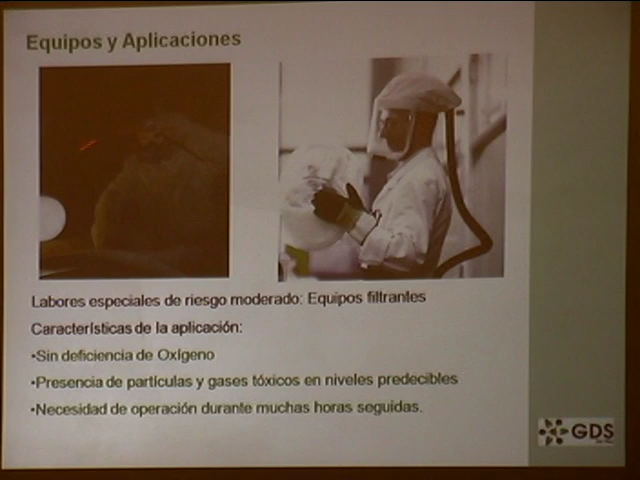 Equipos y Aplicaciones
Labores especiales de riesgo moderado: Equipos filtrantes
Características de la aplicación:
•Sin deficiencia de Oxígeno
•Presencia de partículas y gases tóxicos en niveles predecibles
•Necesidad de operación durante muchas horas seguidas.
GDS